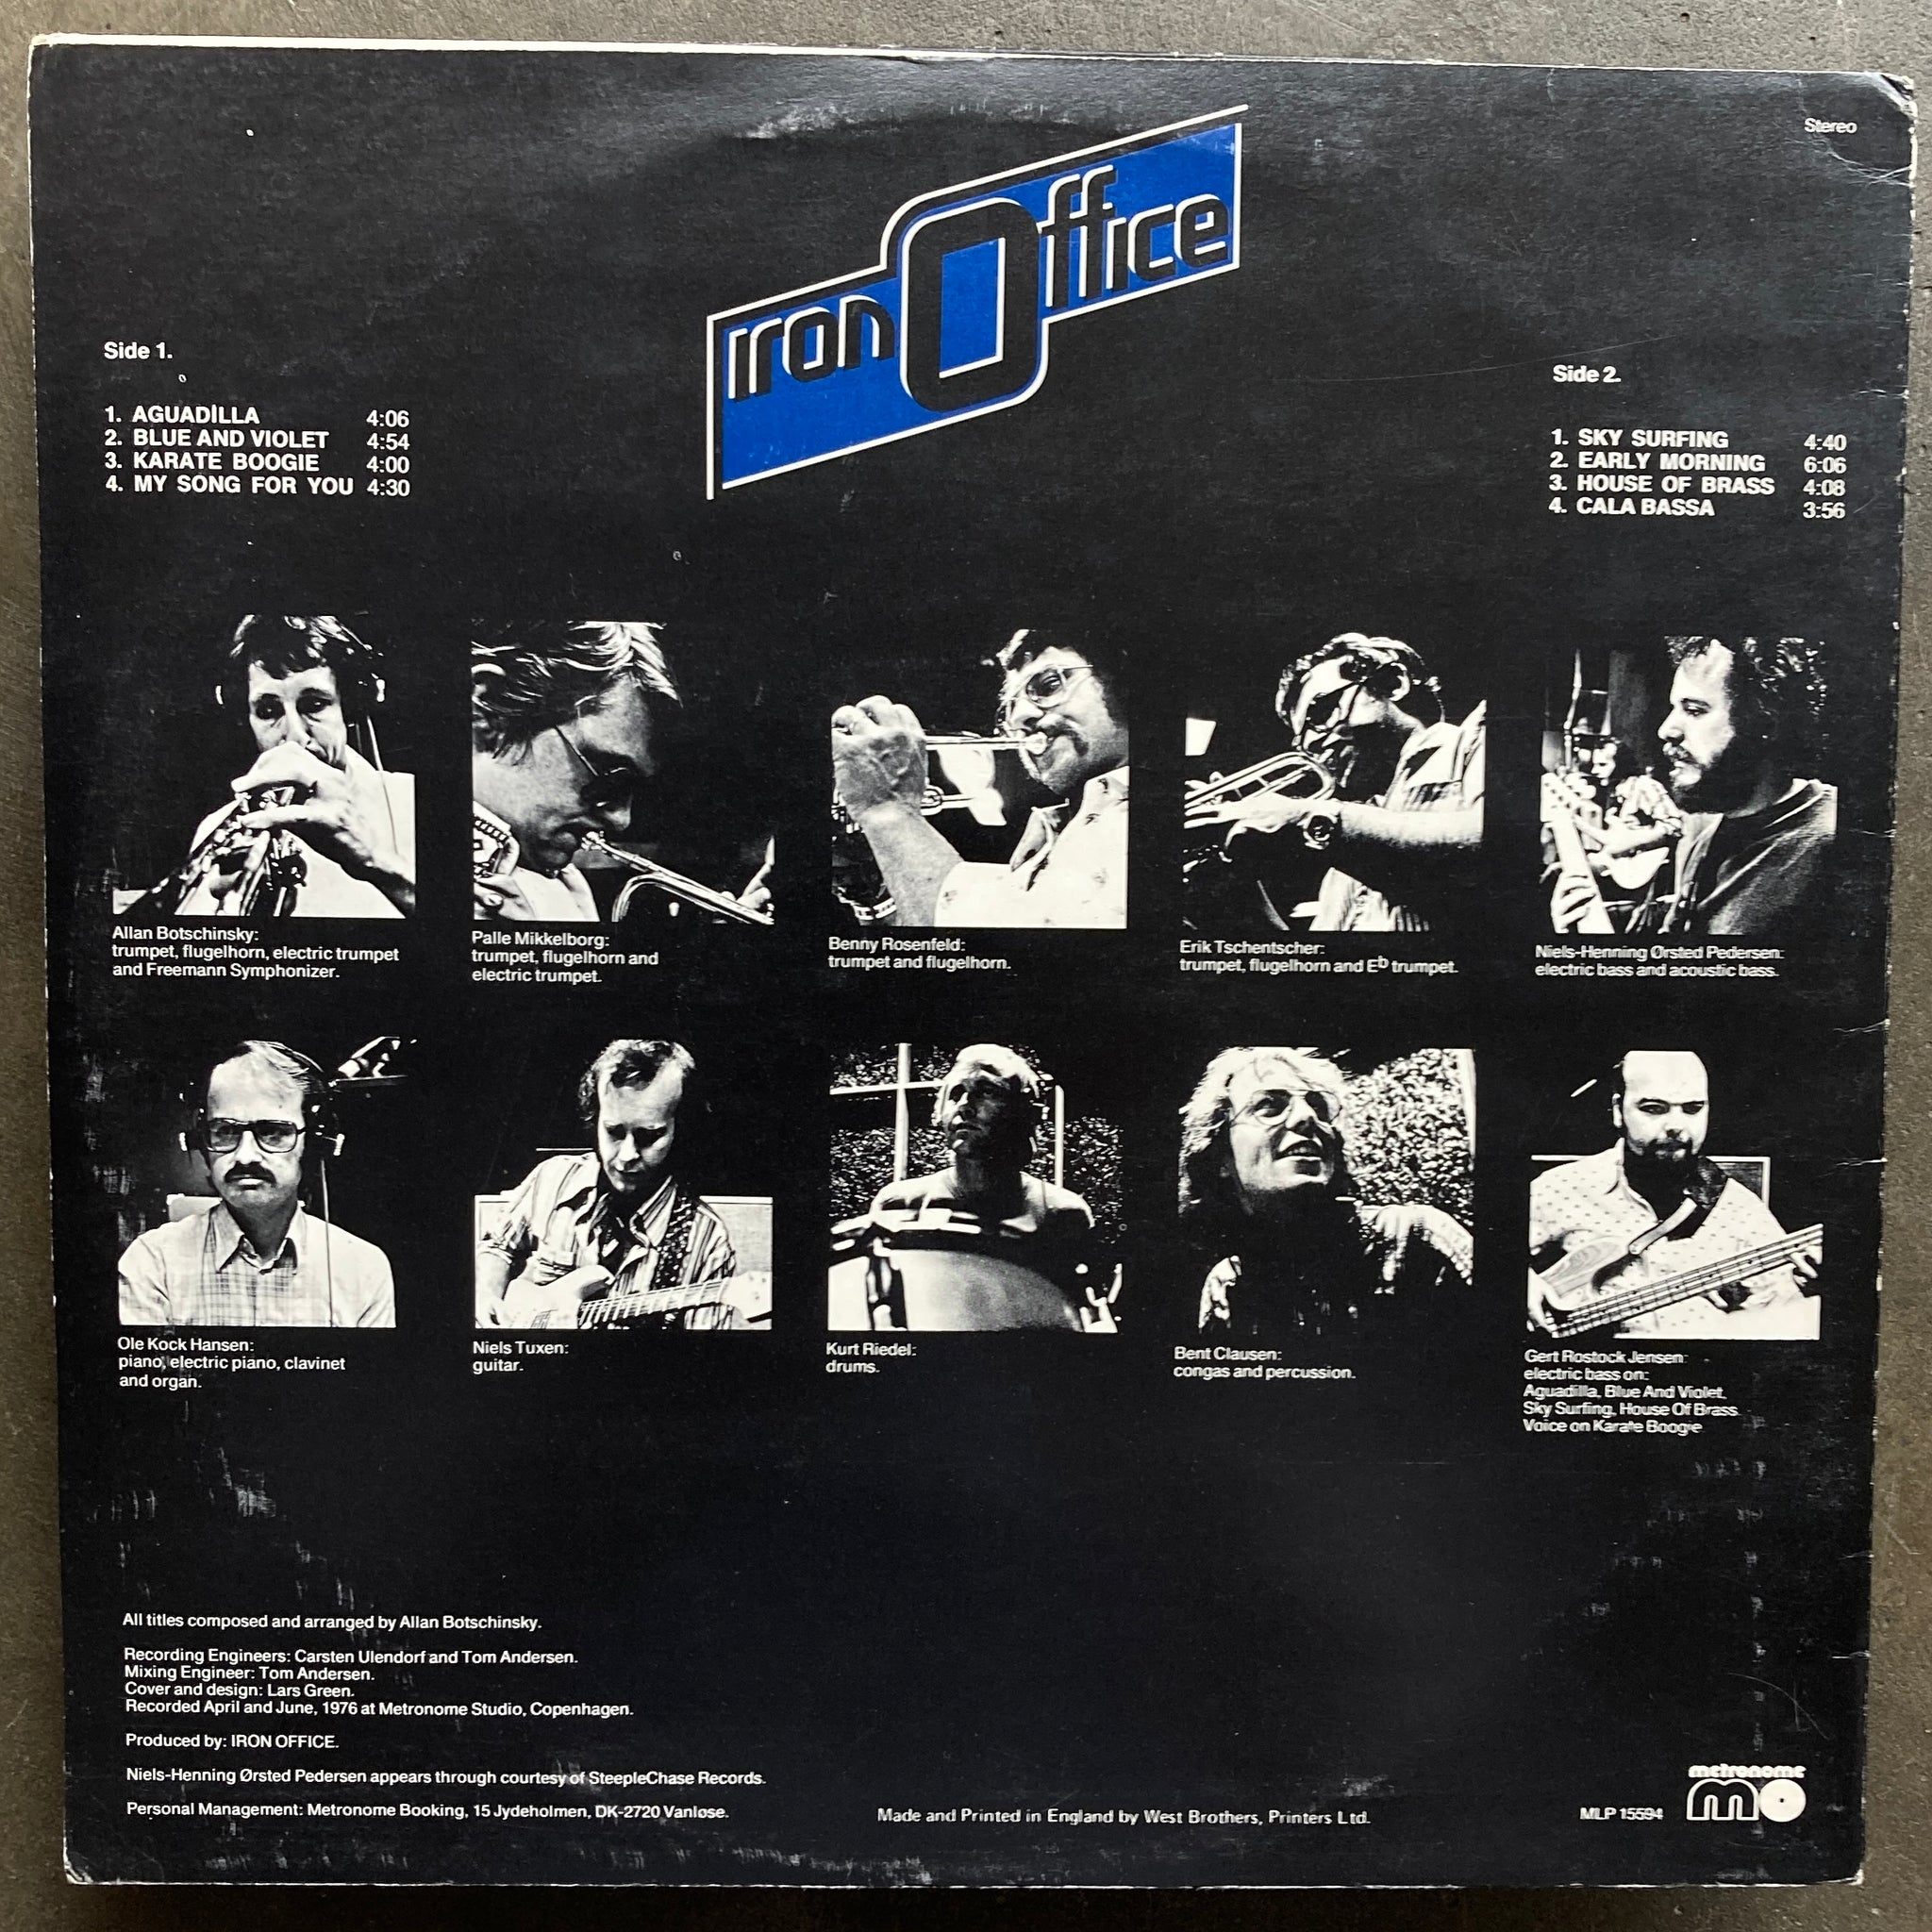 Stereo
Iron Office
Side 1.
1. AGUADILLA 4:06
2. BLUE AND VIOLET 4:54
3. KARATE BOOGIE 4:00
4. MY SONG FOR YOU 4:30
Side 2.
1. SKY SURFING 4:40
2. EARLY MORNING 6:06
3. HOUSE OF BRASS 4:08
4. CALA BASSA 3:56
Allan Botschinsky:
trumpet, flugelhorn, electric trumpet
and Freemann Symphonizer.
Palle Mikkelborg:
trumpet, flugelhorn and
electric trumpet.
Benny Rosenfeld:
trumpet and flugelhorn.
Erik Tschentscher:
trumpet, flugelhorn and Eb trumpet.
Niels-Henning Ørsted Pedersen:
electric bass and acoustic bass.
Ole Kock Hansen:
piano, electric piano, clavinet
and organ.
Niels Tuxen:
guitar.
Kurt Riedel:
drums.
Bent Clausen:
congas and percussion.
Gert Rostock Jensen:
electric bass on:
Aguadilla, Blue And Violet,
Sky Surfing, House Of Brass.
Voice on Karate Boogie
All titles composed and arranged by Allan Botschinsky.
Recording Engineers: Carsten Ulendorf and Tom Andersen.
Mixing Engineer: Tom Andersen.
Cover and design: Lars Green.
Recorded April and June, 1976 at Metronome Studio, Copenhagen.
Produced by: IRON OFFICE.
Niels-Henning Ørsted Pedersen appears through courtesy of SteepleChase Records.
Personal Management: Metronome Booking, 15 Jydeholmen, DK-2720 Vanløse.
Made and Printed in England by West Brothers, Printers Ltd.
MLP 15594
metronome
mo